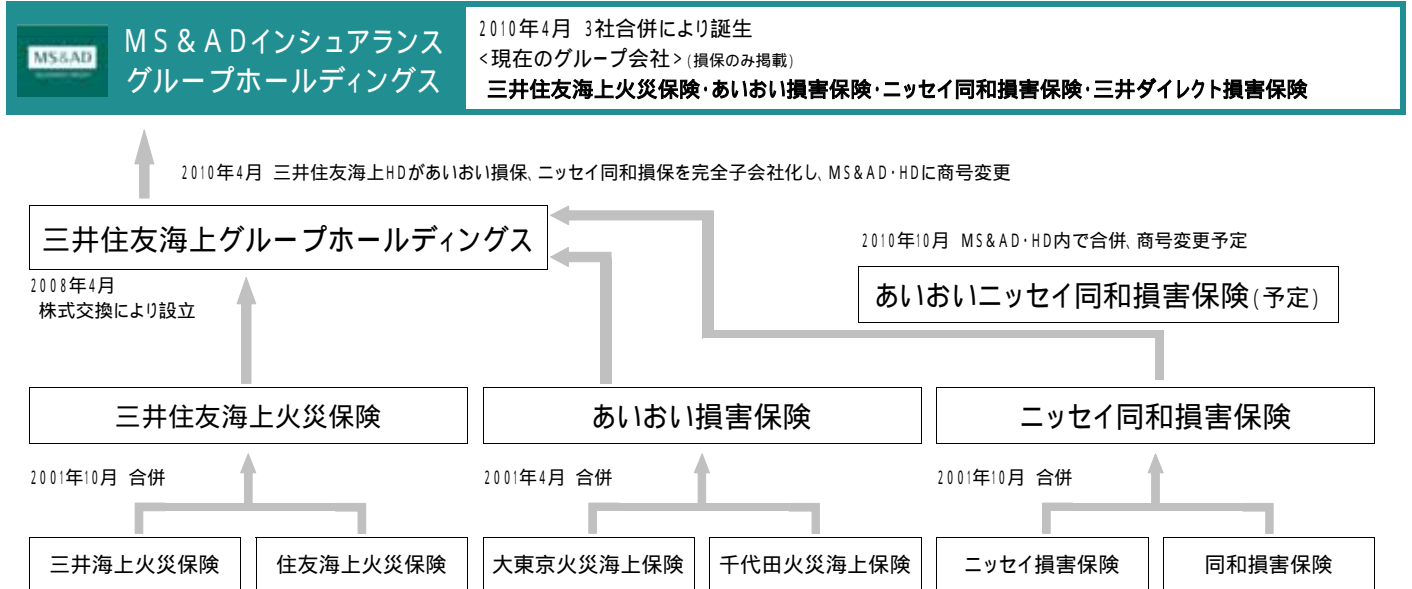 MS&AD
MS&ADインシュアランス
グループホールディングス
2010年4月 3社合併により誕生
<現在のグループ会社>(損保のみ掲載)
三井住友海上火災保険・あいおい損害保険・ニッセイ同和損害保険・三井ダイレクト損害保険
2010年4月 三井住友海上HDがあいおい損保、ニッセイ同和損保を完全子会社化し、MS&AD・HDに商号変更
三井住友海上グループホールディングス
2010年10月 MS&AD・HD内で合併、商号変更予定
2008年4月
株式交換により設立
あいおいニッセイ同和損害保険(予定)
三井住友海上火災保険
あいおい損害保険
ニッセイ同和損害保険
2001年10月 合併
2001年4月 合併
2001年10月 合併
三井海上火災保険
住友海上火災保険
大東京火災海上保険
千代田火災海上保険
ニッセイ損害保険
同和損害保険